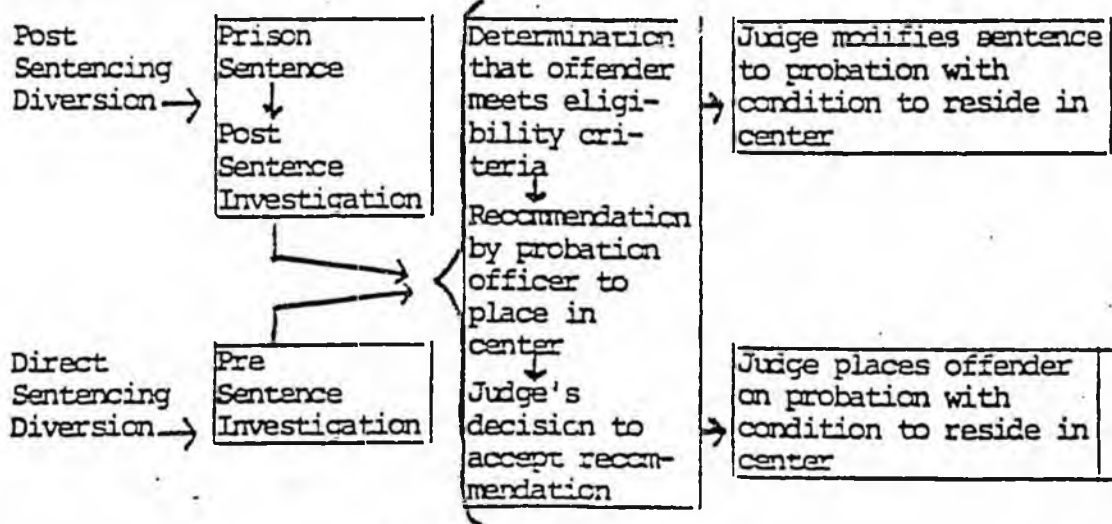 Post
Sentencing
Diversion
Prison
Sentence
Post
Sentence
Investigation
Determination
that offender
meets eligi-
bility cri-
teria
Recommendation
by probation
officer to
place in
center
Judge's
decision to
accept recom-
mendation
Judge modifies sentence
to probation with
condition to reside in
center
Direct
Sentencing
Diversion
Pre
Sentence
Investigation
Judge places offender
on probation with
condition to reside in
center